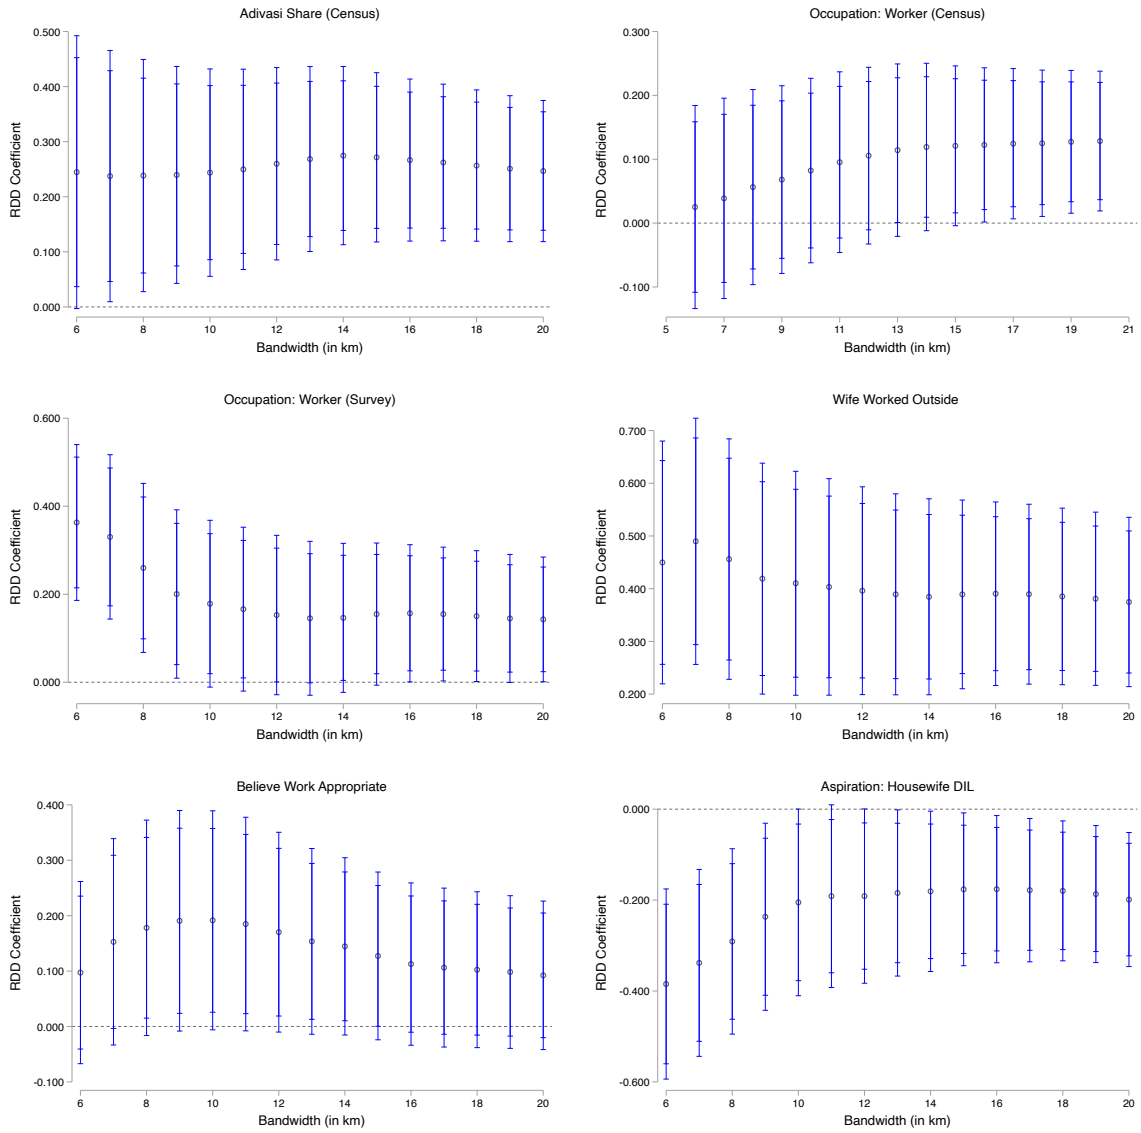 Adivasi Share (Census)
RDD Coefficient
0.500
0.400
0.300
0.200
0.100
0.000
6 8 10 12 14 16 18 20
Bandwidth (in km)
Occupation: Worker (Census)
RDD Coefficient
0.300
0.200
0.100
0.000
-0.100
5 7 9 11 13 15 17 19 21
Bandwidth (in km)
Occupation: Worker (Survey)
RDD Coefficient
0.600
0.400
0.200
0.000
6 8 10 12 14 16 18 20
Bandwidth (in km)
Wife Worked Outside
RDD Coefficient
0.700
0.600
0.500
0.400
0.300
0.200
6 8 10 12 14 16 18 20
Bandwidth (in km)
Believe Work Appropriate
RDD Coefficient
0.400
0.300
0.200
0.100
0.000
-0.100
6 8 10 12 14 16 18 20
Bandwidth (in km)
Aspiration: Housewife DIL
RDD Coefficient
0.000
-0.200
-0.400
-0.600
6 8 10 12 14 16 18 20
Bandwidth (in km)